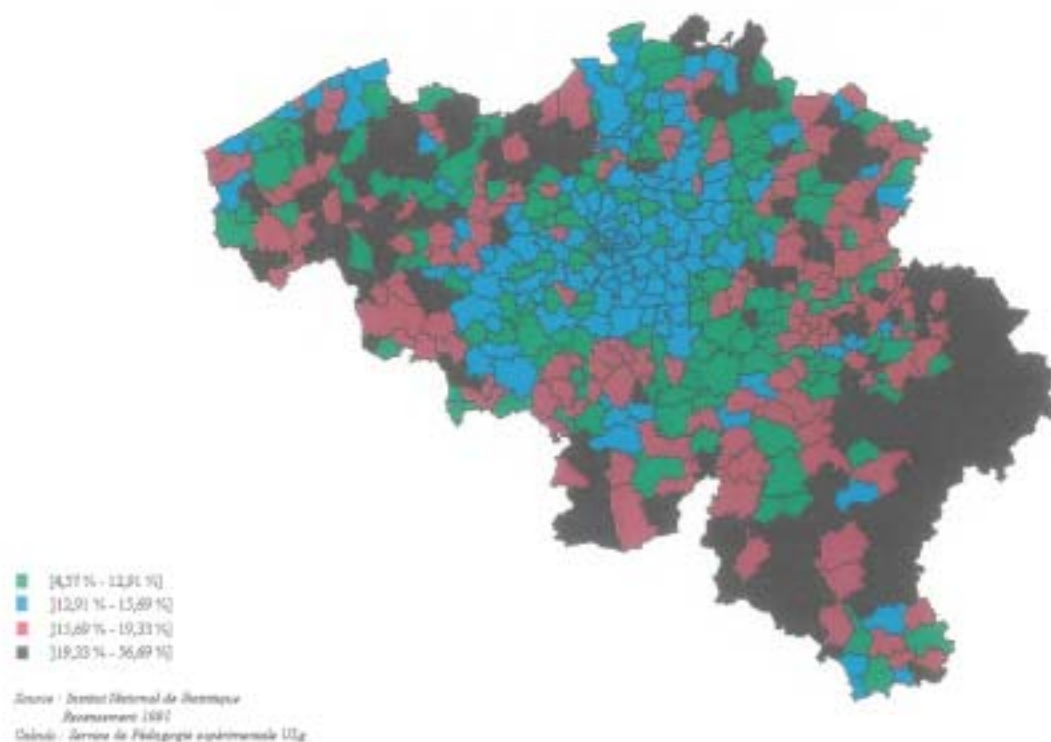 [4,57 % - 12,91 %]
]12,91 % - 15,69 %]
]15,69 % - 19,33 %]
]19,33 % - 36,69 %]
Source : Institut National de Statistique
Recensement 1991
Calculs : Service de Pédagogie expérimentale ULg